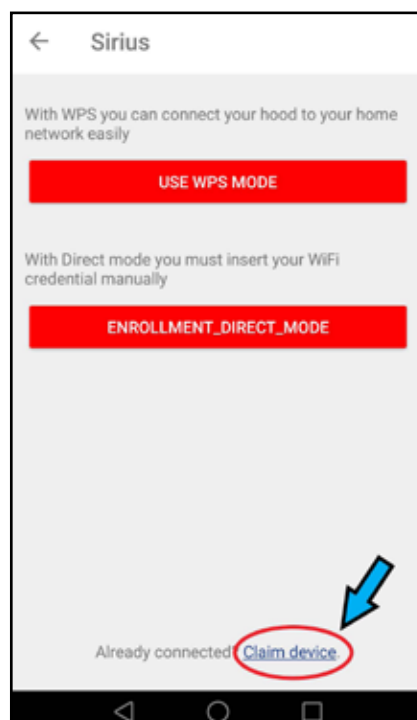 Sirius
With WPS you can connect your hood to your home
network easily
USE WPS MODE
With Direct mode you must insert your WiFi
credential manually
ENROLLMENT_DIRECT_MODE
Already connected? Claim device.